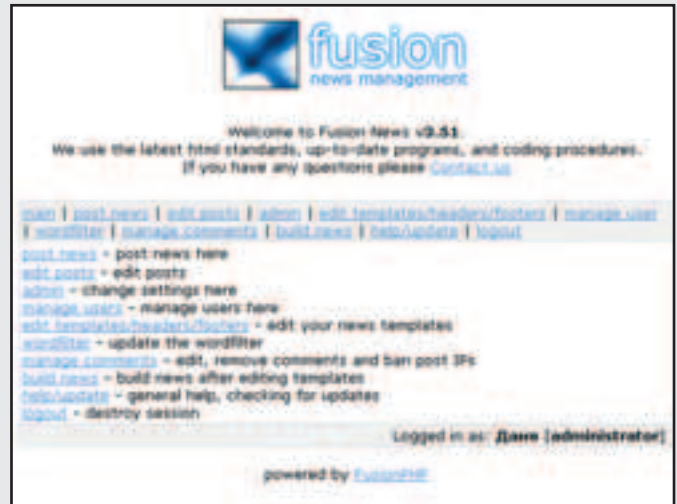 fusion
news management
Welcome to Fusion News v3.51.
We use the latest html standards, up-to-date programs, and coding procedures.
If you have any questions please Contact us
main | post news | edit posts | admin | edit templates/headers/footers | manage user
| wordfilter | manage comments | build news | help/update | logout
post news - post news here
edit posts - edit posts
admin - change settings here
manage users - manage users here
edit templates/headers/footers - edit your news templates
wordfilter - update the wordfilter
manage comments - edit, remove comments and ban post IPs
build news - build news after editing templates
help/update - general help, checking for updates
logout - destroy session
Logged in as: Даня [administrator]
powered by FusionPHP